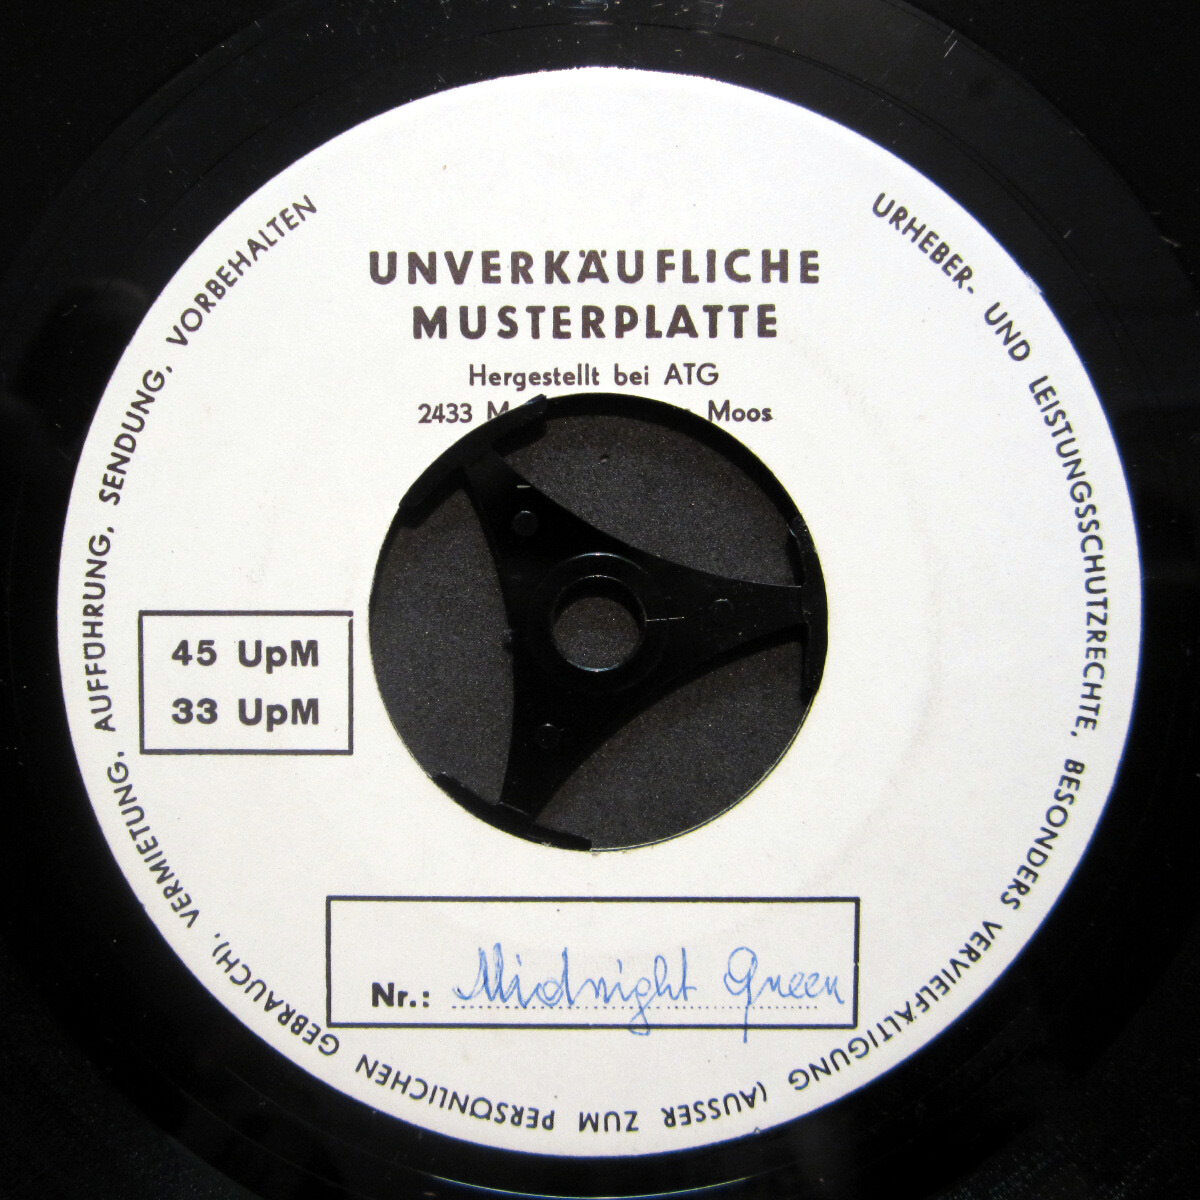 UNVERKÄUFLICHE
MUSTERPLATTE
Hergestellt bei ATG
2433 Moos
45 UpM
33 UpM
Nr.: Midnight Queen
URHEBER- UND LEISTUNGSSCHUTZRECHTE, BESONDERS VERVIELFÄLTIGUNG (AUSSER ZUM PERSÖNLICHEN GEBRAUCH), VERMIETUNG, AUFFÜHRUNG, SENDUNG, VORBEHALTEN